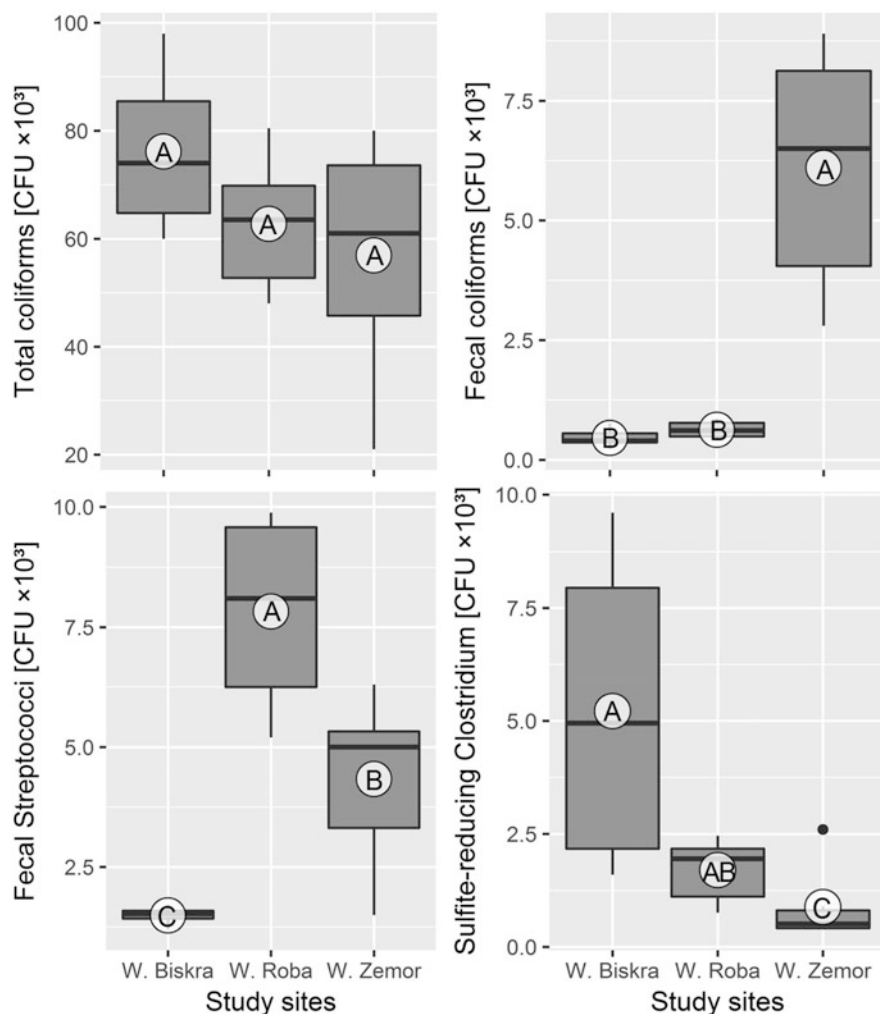 Total coliforms [CFU ×10³]
100
80
60
40
20
A
A
A
Fecal coliforms [CFU ×10³]
7.5
5.0
2.5
0.0
B
B
A
Fecal Streptococci [CFU ×10³]
10.0
7.5
5.0
2.5
C
A
B
W. Biskra W. Roba W. Zemor
Study sites
Sulfite-reducing Clostridium [CFU ×10³]
10.0
7.5
5.0
2.5
0.0
A
AB
C
W. Biskra W. Roba W. Zemor
Study sites